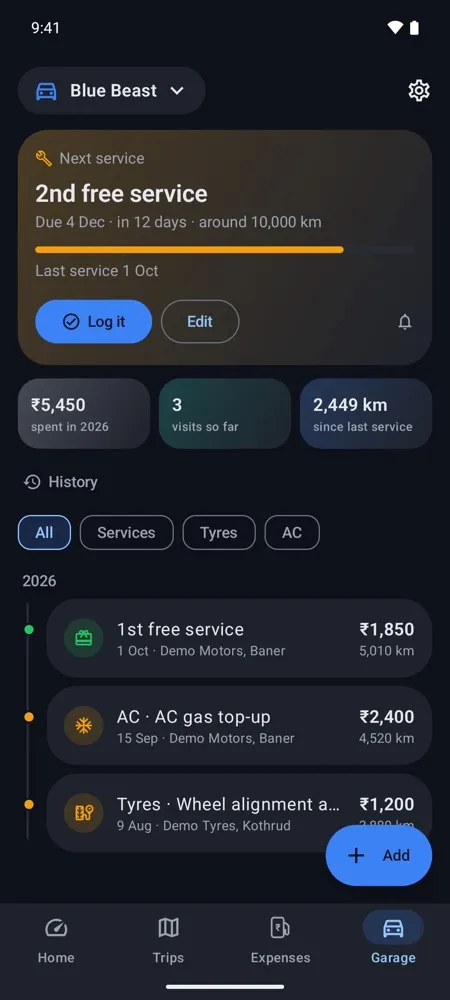 9:41
Blue Beast
Next service
2nd free service
Due 4 Dec · in 12 days · around 10,000 km
Last service 1 Oct
Log it
Edit
₹5,450
spent in 2026
3
visits so far
2,449 km
since last service
History
All
Services
Tyres
AC
2026
1st free service
₹1,850
1 Oct · Demo Motors, Baner
5,010 km
AC · AC gas top-up
₹2,400
15 Sep · Demo Motors, Baner
4,520 km
Tyres · Wheel alignment a…
₹1,200
9 Aug · Demo Tyres, Kothrud
km
Add
Home
Trips
Expenses
Garage